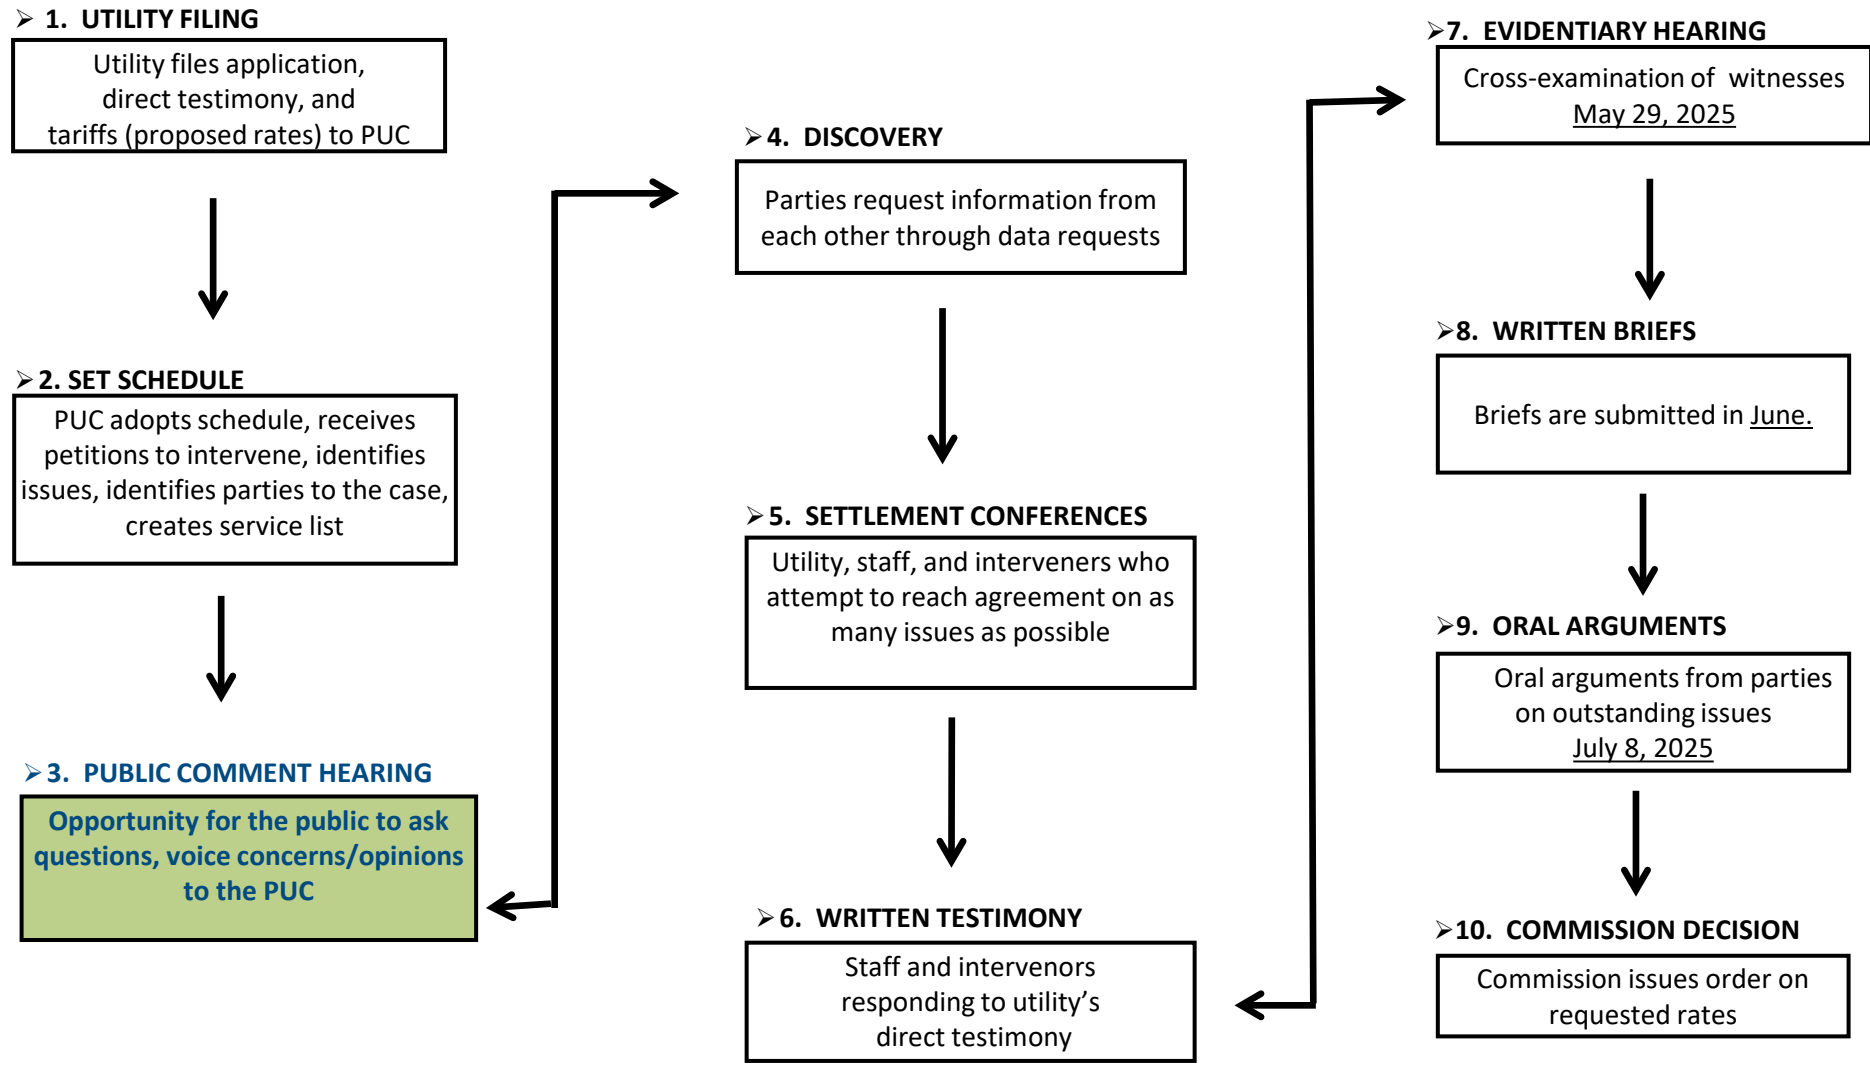 ➢ 1. UTILITY FILING
Utility files application,
direct testimony, and
tariffs (proposed rates) to PUC
➢ 2. SET SCHEDULE
PUC adopts schedule, receives
petitions to intervene, identifies
issues, identifies parties to the case,
creates service list
➢ 3. PUBLIC COMMENT HEARING
Opportunity for the public to ask
questions, voice concerns/opinions
to the PUC
➢ 4. DISCOVERY
Parties request information from
each other through data requests
➢ 5. SETTLEMENT CONFERENCES
Utility, staff, and interveners who
attempt to reach agreement on as
many issues as possible
➢ 6. WRITTEN TESTIMONY
Staff and intervenors
responding to utility’s
direct testimony
➢ 7. EVIDENTIARY HEARING
Cross-examination of witnesses
May 29, 2025
➢ 8. WRITTEN BRIEFS
Briefs are submitted in June.
➢ 9. ORAL ARGUMENTS
Oral arguments from parties
on outstanding issues
July 8, 2025
➢ 10. COMMISSION DECISION
Commission issues order on
requested rates